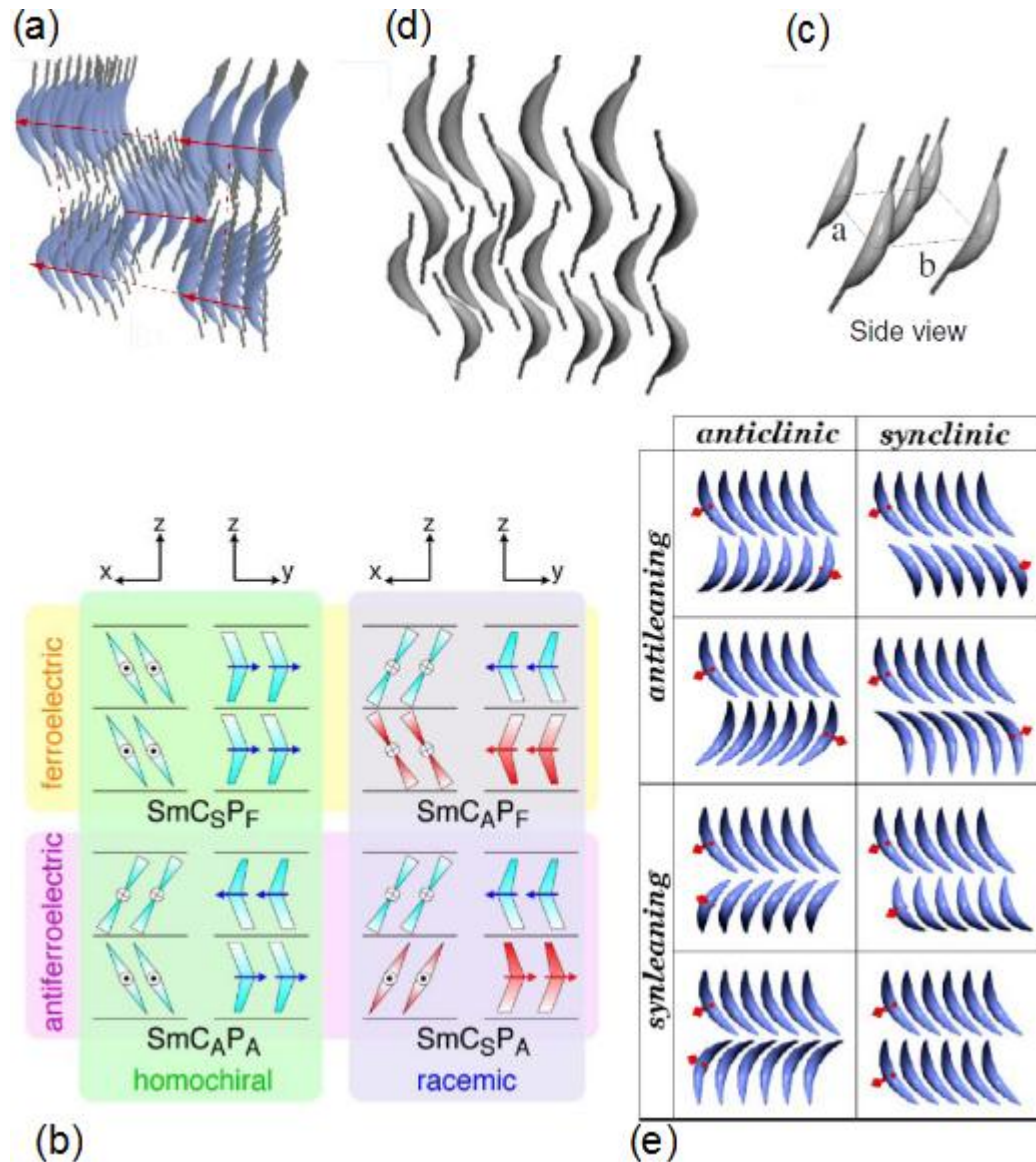 (a)
(d)
(c)
a
b
Side view
anticlinic synclinic
antileaning
synleaning
z z z z
x y x y
ferroelectric
SmCSPF SmCAPF
antiferroelectric
SmCAPA SmCSPA
homochiral racemic
(b)
(e)